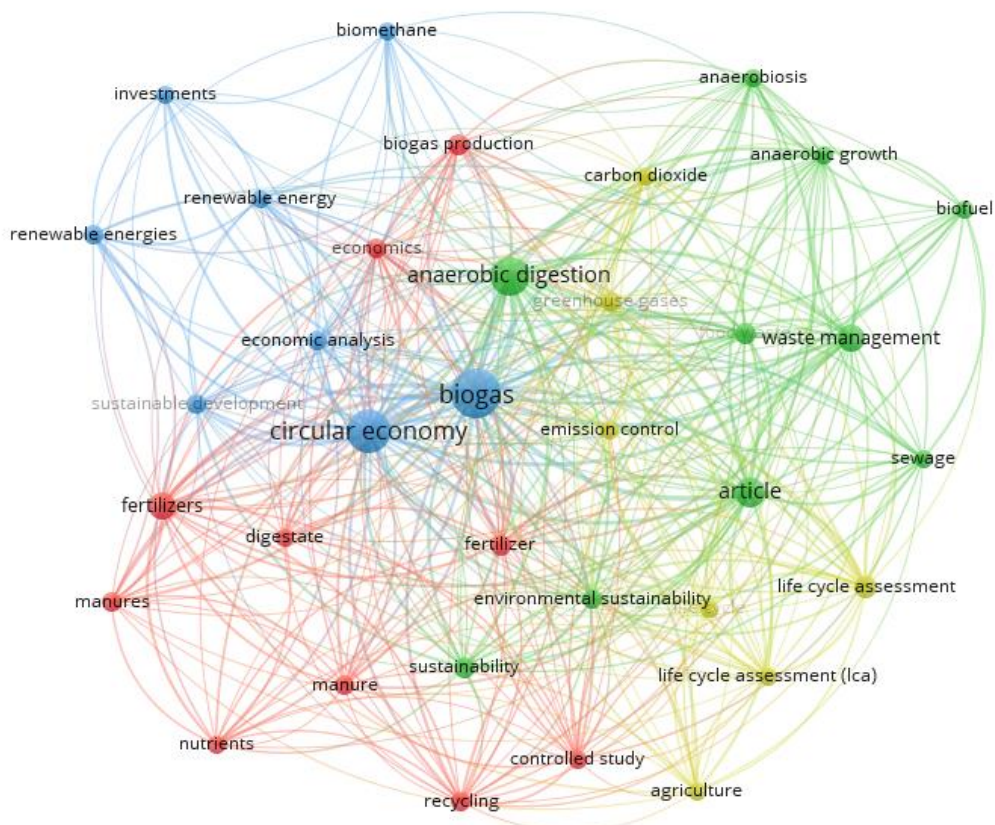 biomethane
anaerobiosis
investments
biogas production
anaerobic growth
carbon dioxide
renewable energy
biofuel
renewable energies
economics
anaerobic digestion
greenhouse gases
economic analysis
waste management
biogas
sustainable development
circular economy
emission control
sewage
article
fertilizers
digestate
fertilizer
life cycle assessment
manures
environmental sustainability
sustainability
life cycle assessment (lca)
manure
nutrients
controlled study
agriculture
recycling